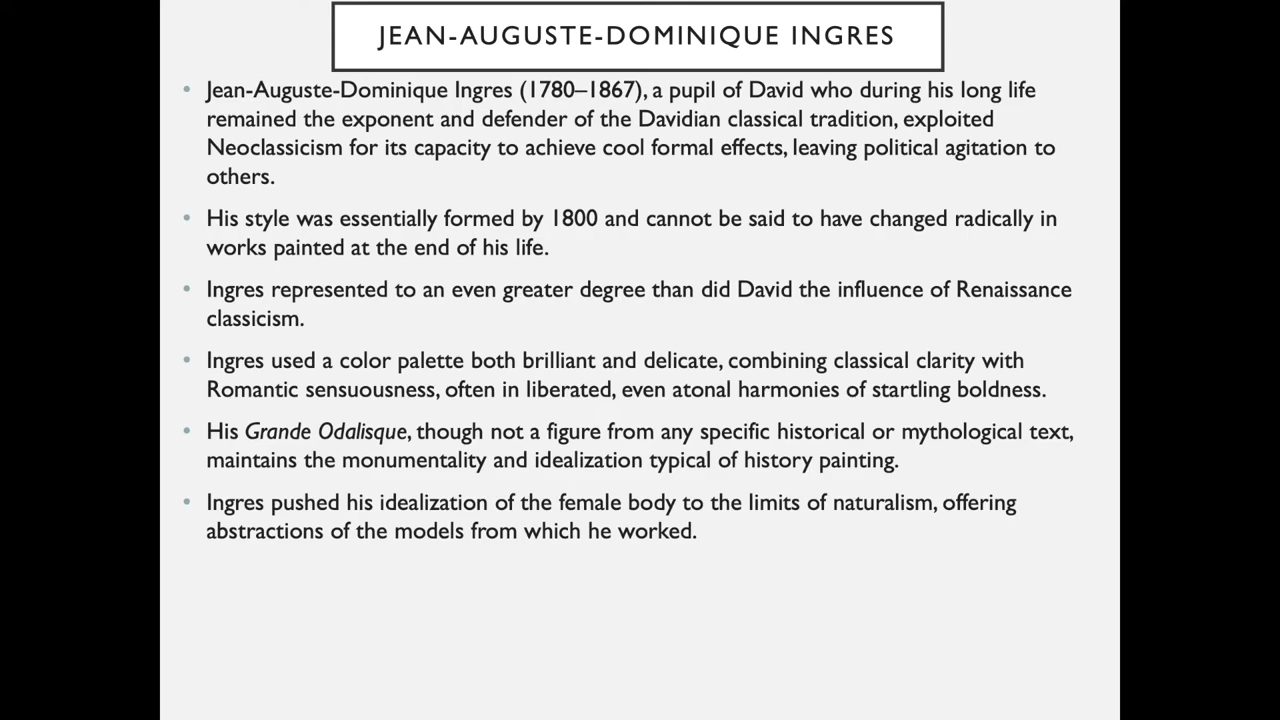 JEAN-AUGUSTE-DOMINIQUE INGRES
• Jean-Auguste-Dominique Ingres (1780–1867), a pupil of David who during his long life
remained the exponent and defender of the Davidian classical tradition, exploited
Neoclassicism for its capacity to achieve cool formal effects, leaving political agitation to
others.
• His style was essentially formed by 1800 and cannot be said to have changed radically in
works painted at the end of his life.
• Ingres represented to an even greater degree than did David the influence of Renaissance
classicism.
• Ingres used a color palette both brilliant and delicate, combining classical clarity with
Romantic sensuousness, often in liberated, even atonal harmonies of startling boldness.
• His Grande Odalisque, though not a figure from any specific historical or mythological text,
maintains the monumentality and idealization typical of history painting.
• Ingres pushed his idealization of the female body to the limits of naturalism, offering
abstractions of the models from which he worked.